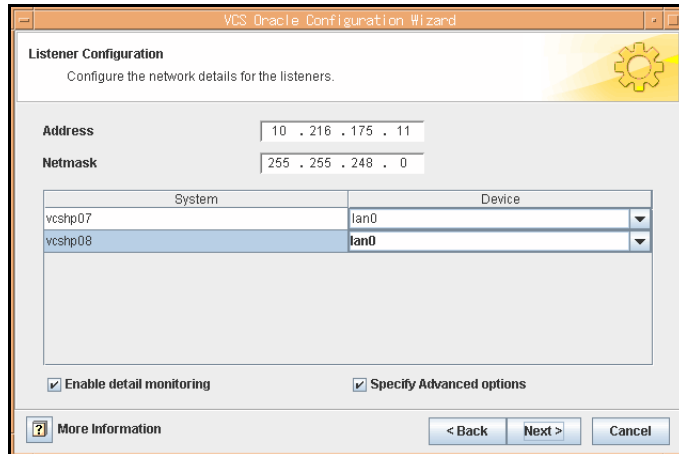 VCS Oracle Configuration Wizard
Listener Configuration
Configure the network details for the listeners.
Address 10 . 216 . 175 . 11
Netmask 255 . 255 . 248 . 0
System Device
vcshp07 lan0
vcshp08 lan0
Enable detail monitoring Specify Advanced options
? More Information < Back Next > Cancel